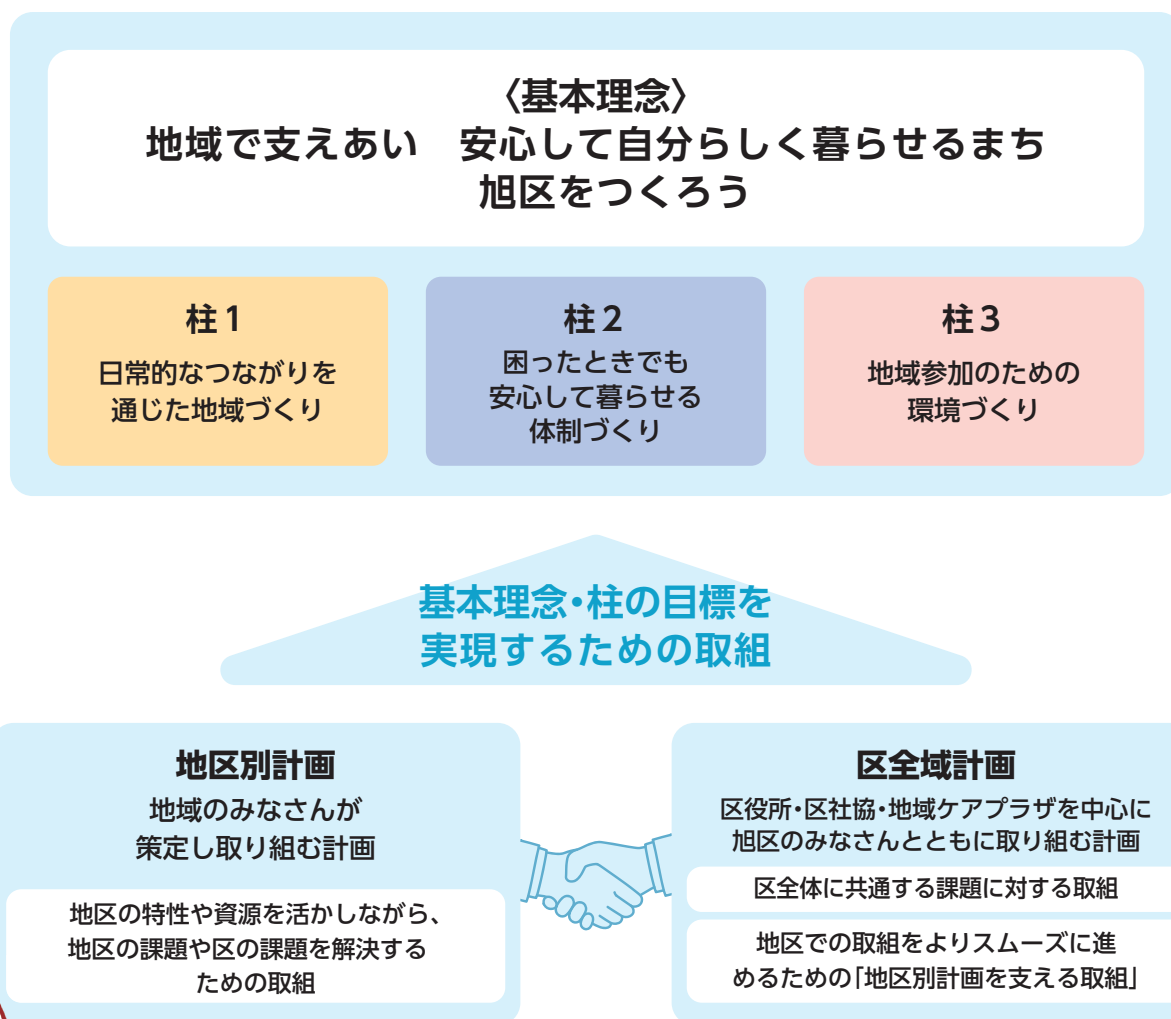 〈基本理念〉
地域で支えあい　安心して自分らしく暮らせるまち
旭区をつくろう
柱1
日常的なつながりを
通じた地域づくり
柱2
困ったときでも
安心して暮らせる
体制づくり
柱3
地域参加のための
環境づくり
基本理念・柱の目標を
実現するための取組
地区別計画
地域のみなさんが
策定し取り組む計画
地区の特性や資源を活かしながら、
地区の課題や区の課題を解決する
ための取組
区全域計画
区役所・区社協・地域ケアプラザを中心に
旭区のみなさんとともに取り組む計画
区全体に共通する課題に対する取組
地区での取組をよりスムーズに進
めるための「地区別計画を支える取組」